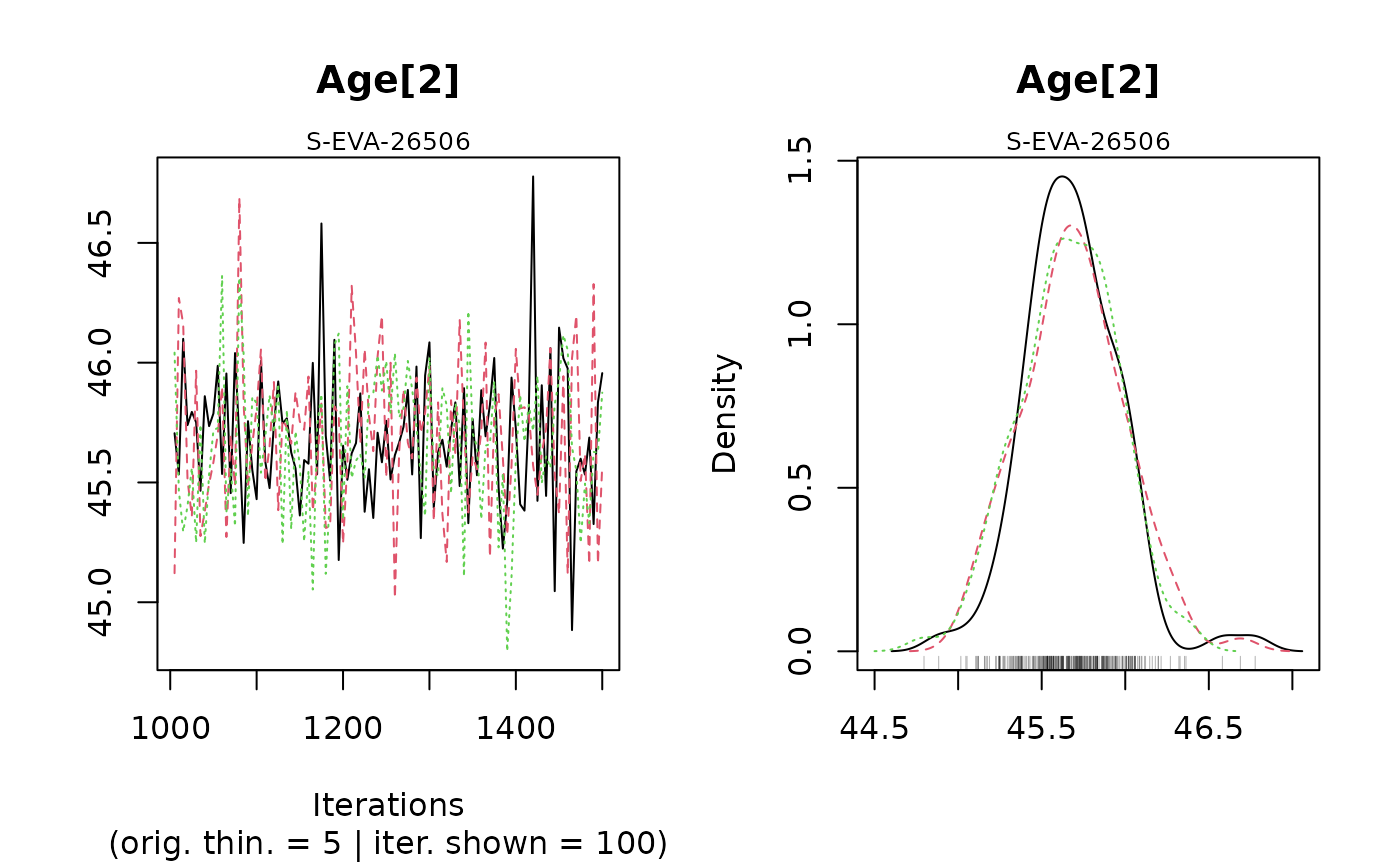 Age[2]
S-EVA-26506
46.5
46.0
45.5
45.0
1000 1200 1400
Iterations
(orig. thin. = 5 | iter. shown = 100)
Age[2]
S-EVA-26506
Density
1.5
1.0
0.5
0.0
44.5 45.5 46.5